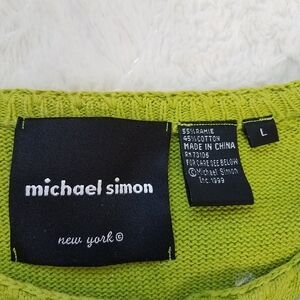 michael simon
new york ©
55% RAMIE
45% COTTON
MADE IN CHINA
RN 73106
FOR CARE SEE BELOW
©Michael Simon
Inc. 1999
L